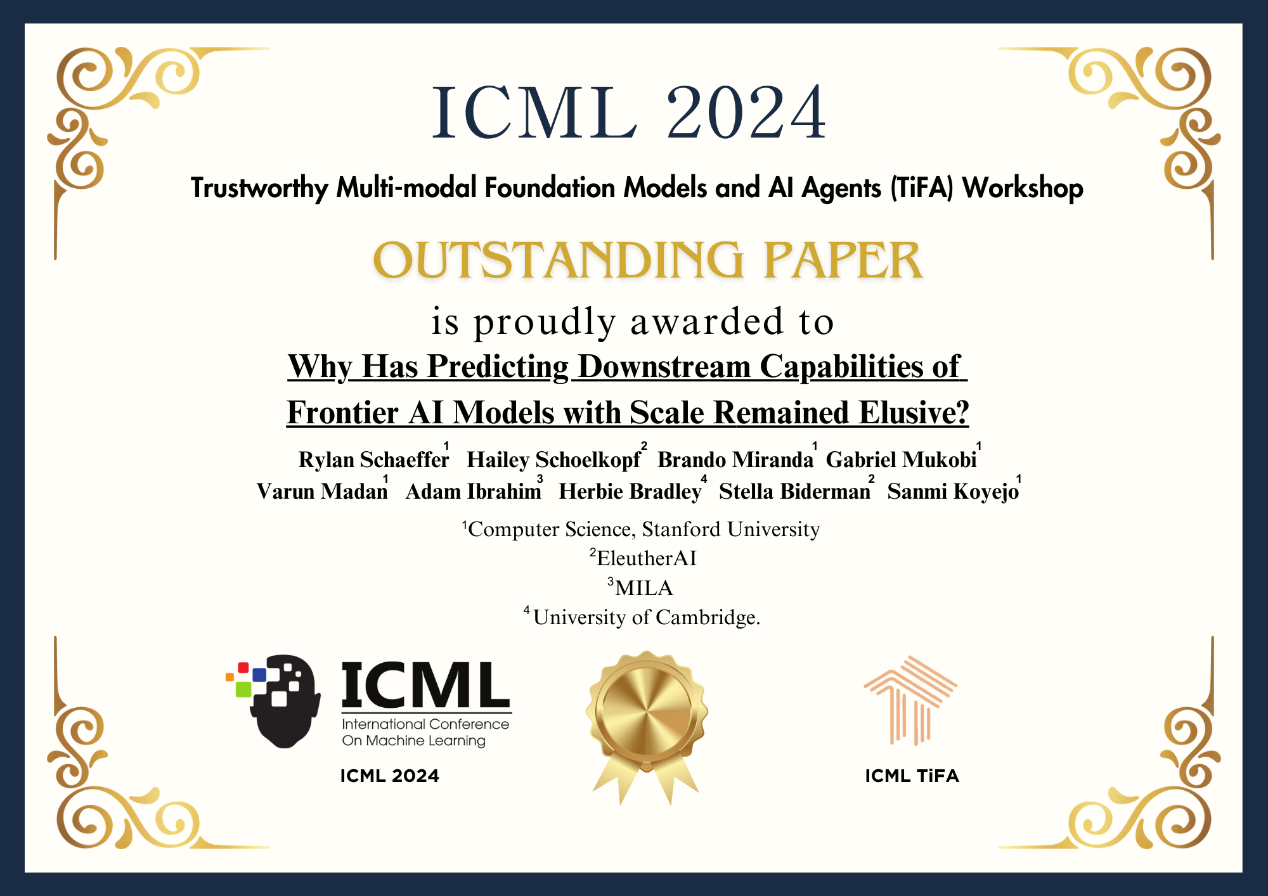 ICML 2024
Trustworthy Multi-modal Foundation Models and AI Agents (TiFA) Workshop
OUTSTANDING PAPER
is proudly awarded to
Why Has Predicting Downstream Capabilities of
Frontier AI Models with Scale Remained Elusive?
Rylan Schaeffer¹ Hailey Schoelkopf² Brando Miranda¹ Gabriel Mukobi¹
Varun Madan¹ Adam Ibrahim³ Herbie Bradley⁴ Stella Biderman² Sanmi Koyejo¹
¹Computer Science, Stanford University
²EleutherAI
³MILA
⁴University of Cambridge.
ICML
International Conference
On Machine Learning
ICML 2024
ICML TiFA